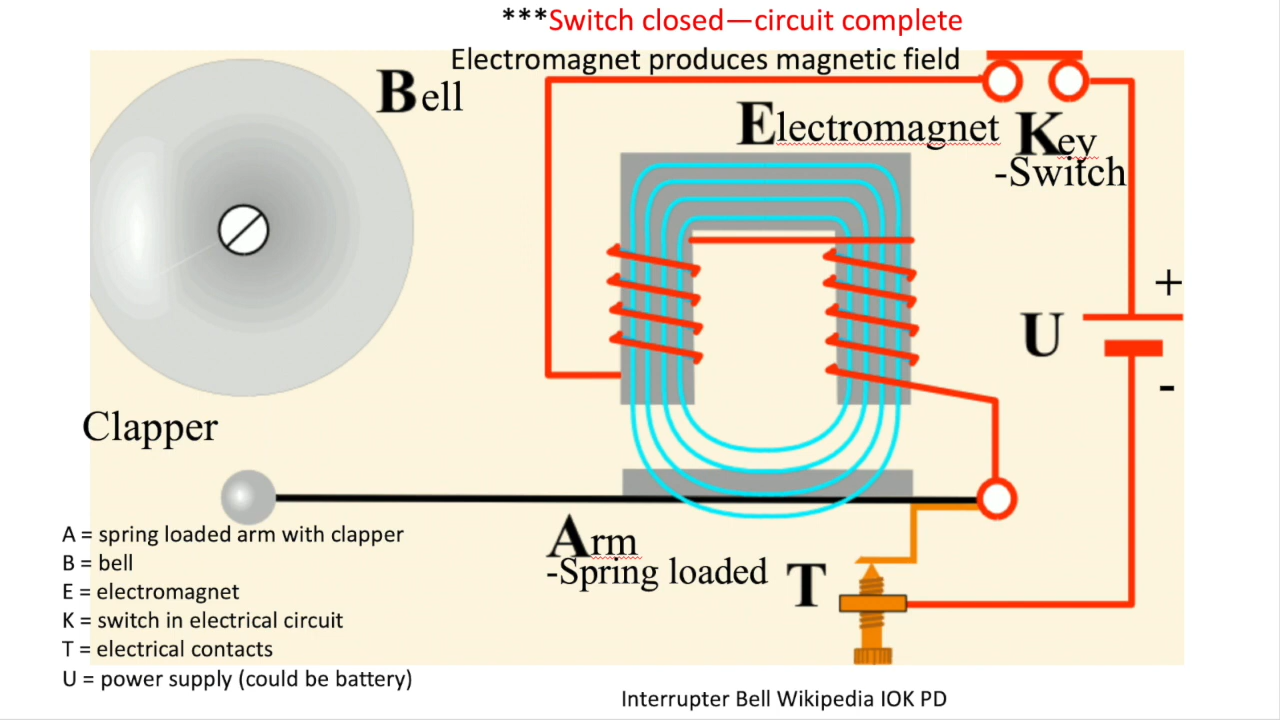 ***Switch closed—circuit complete
Electromagnet produces magnetic field
Bell
Electromagnet
Key
-Switch
+
U
-
Clapper
Arm
-Spring loaded
T
A = spring loaded arm with clapper
B = bell
E = electromagnet
K = switch in electrical circuit
T = electrical contacts
U = power supply (could be battery)
Interrupter Bell Wikipedia IOK PD